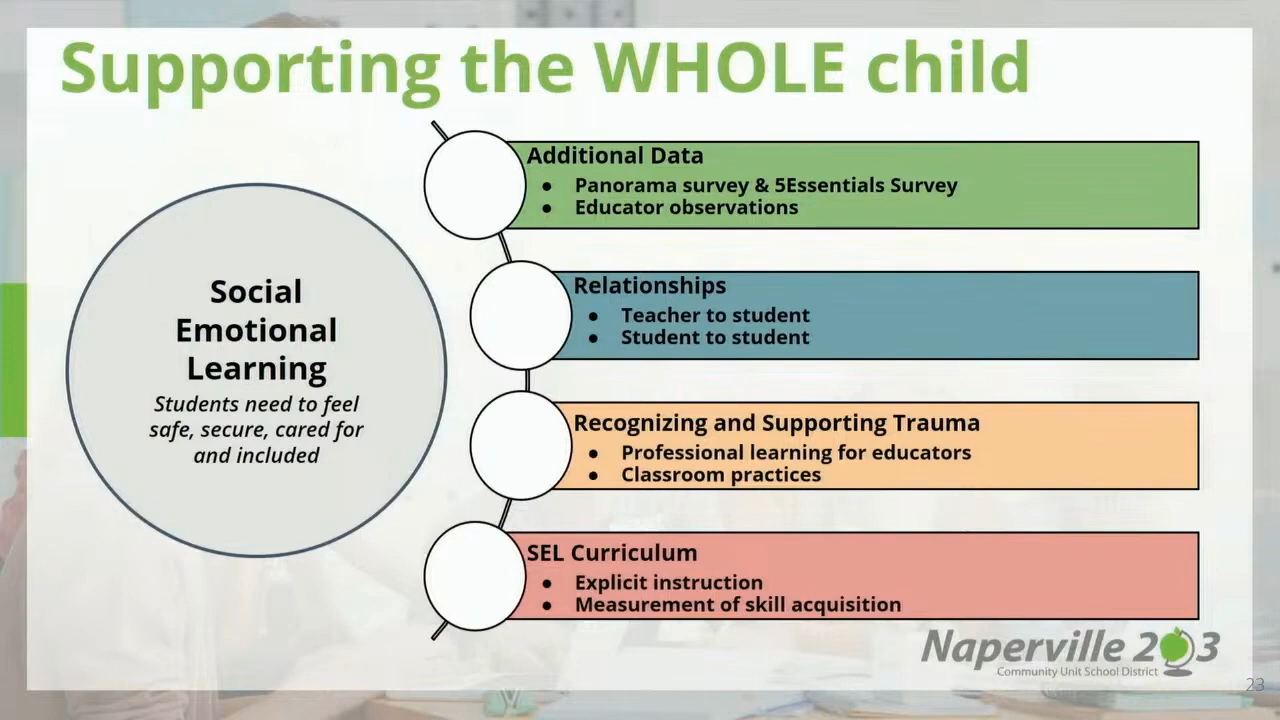 Supporting the WHOLE child
Social
Emotional
Learning
Students need to feel
safe, secure, cared for
and included
Additional Data
● Panorama survey & 5Essentials Survey
● Educator observations
Relationships
● Teacher to student
● Student to student
Recognizing and Supporting Trauma
● Professional learning for educators
● Classroom practices
SEL Curriculum
● Explicit instruction
● Measurement of skill acquisition
Naperville 203
Community Unit School District
23